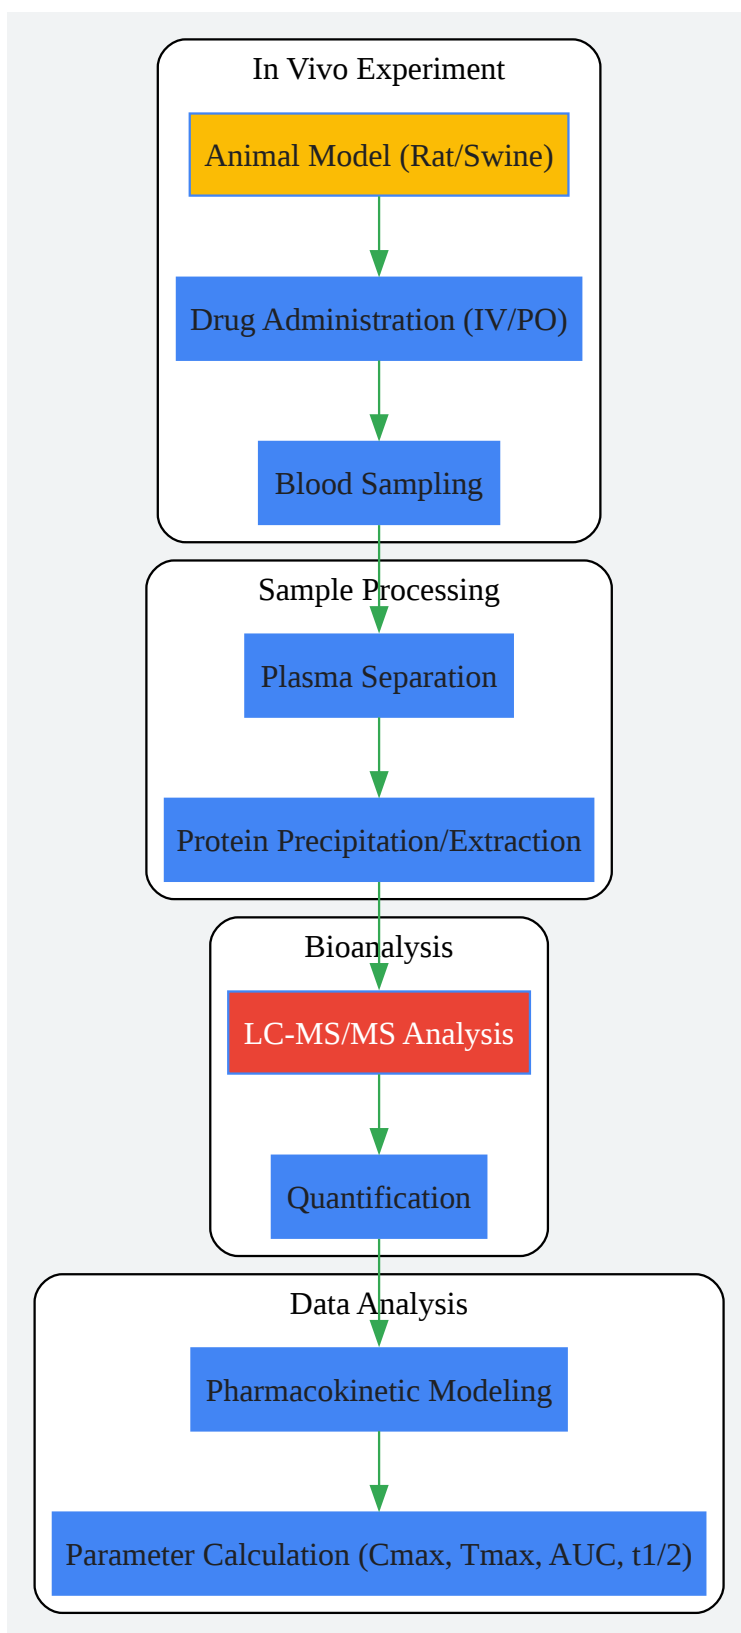 In Vivo Experiment
Animal Model (Rat/Swine)
Drug Administration (IV/PO)
Blood Sampling
Sample Processing
Plasma Separation
Protein Precipitation/Extraction
Bioanalysis
LC-MS/MS Analysis
Quantification
Data Analysis
Pharmacokinetic Modeling
Parameter Calculation (Cmax, Tmax, AUC, t1/2)